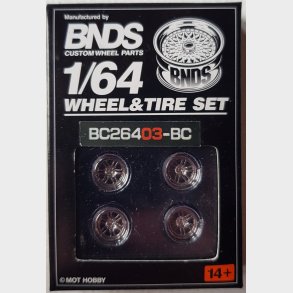 Manufactured by
BNDS
CUSTOM WHEEL PARTS
BNDS
1/64
WHEEL&TIRE SET
BC26403-BC
© MOT HOBBY
14+